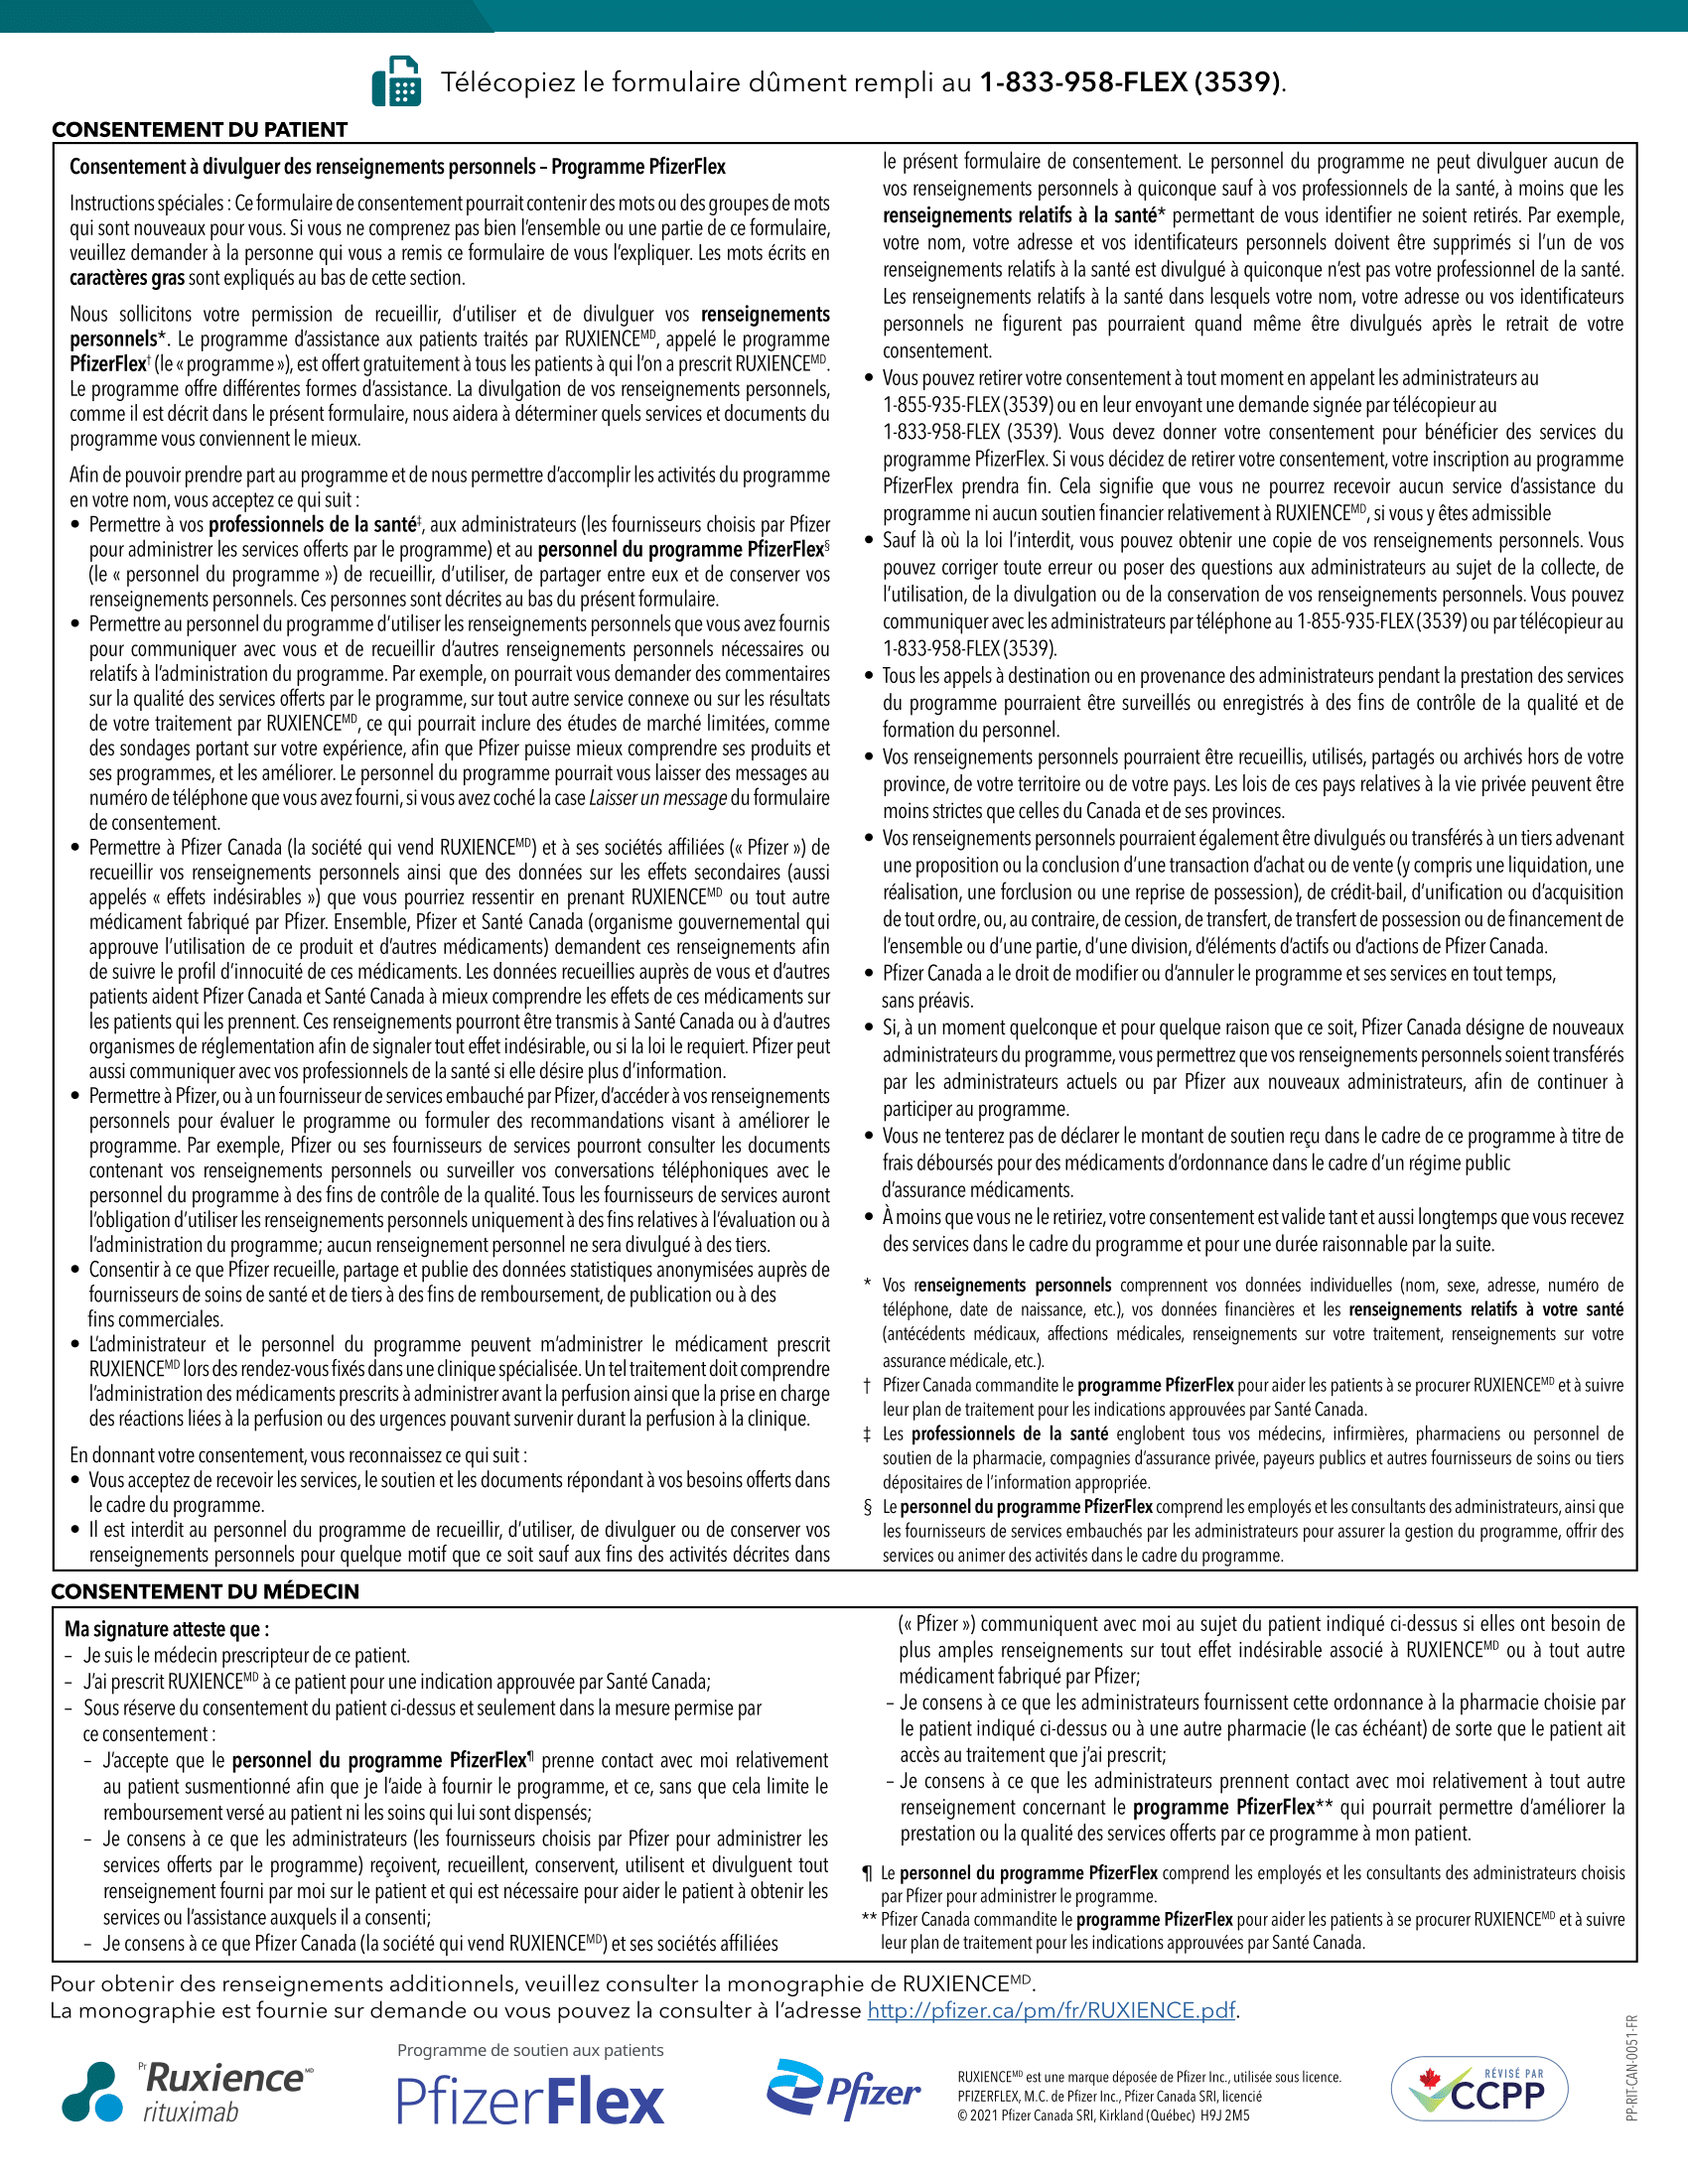 Télécopiez le formulaire dûment rempli au 1-833-958-FLEX (3539).
CONSENTEMENT DU PATIENT
Consentement à divulguer des renseignements personnels – Programme PfizerFlex
Instructions spéciales : Ce formulaire de consentement pourrait contenir des mots ou des groupes de mots
qui sont nouveaux pour vous. Si vous ne comprenez pas bien l’ensemble ou une partie de ce formulaire,
veuillez demander à la personne qui vous a remis ce formulaire de vous l’expliquer. Les mots écrits en
caractères gras sont expliqués au bas de cette section.
Nous sollicitons votre permission de recueillir, d’utiliser et de divulguer vos renseignements
personnels*. Le programme d’assistance aux patients traités par RUXIENCEMD, appelé le programme
PfizerFlex† (le « programme »), est offert gratuitement à tous les patients à qui l’on a prescrit RUXIENCEMD.
Le programme offre différentes formes d’assistance. La divulgation de vos renseignements personnels,
comme il est décrit dans le présent formulaire, nous aidera à déterminer quels services et documents du
programme vous conviennent le mieux.
Afin de pouvoir prendre part au programme et de nous permettre d’accomplir les activités du programme
en votre nom, vous acceptez ce qui suit :
• Permettre à vos professionnels de la santé‡, aux administrateurs (les fournisseurs choisis par Pfizer
pour administrer les services offerts par le programme) et au personnel du programme PfizerFlex§
(le « personnel du programme ») de recueillir, d’utiliser, de partager entre eux et de conserver vos
renseignements personnels. Ces personnes sont décrites au bas du présent formulaire.
• Permettre au personnel du programme d’utiliser les renseignements personnels que vous avez fournis
pour communiquer avec vous et de recueillir d’autres renseignements personnels nécessaires ou
relatifs à l’administration du programme. Par exemple, on pourrait vous demander des commentaires
sur la qualité des services offerts par le programme, sur tout autre service connexe ou sur les résultats
de votre traitement par RUXIENCEMD, ce qui pourrait inclure des études de marché limitées, comme
des sondages portant sur votre expérience, afin que Pfizer puisse mieux comprendre ses produits et
ses programmes, et les améliorer. Le personnel du programme pourrait vous laisser des messages au
numéro de téléphone que vous avez fourni, si vous avez coché la case Laisser un message du formulaire
de consentement.
• Permettre à Pfizer Canada (la société qui vend RUXIENCEMD) et à ses sociétés affiliées (« Pfizer ») de
recueillir vos renseignements personnels ainsi que des données sur les effets secondaires (aussi
appelés « effets indésirables ») que vous pourriez ressentir en prenant RUXIENCEMD ou tout autre
médicament fabriqué par Pfizer. Ensemble, Pfizer et Santé Canada (organisme gouvernemental qui
approuve l’utilisation de ce produit et d’autres médicaments) demandent ces renseignements afin
de suivre le profil d’innocuité de ces médicaments. Les données recueillies auprès de vous et d’autres
patients aident Pfizer Canada et Santé Canada à mieux comprendre les effets de ces médicaments sur
les patients qui les prennent. Ces renseignements pourront être transmis à Santé Canada ou à d’autres
organismes de réglementation afin de signaler tout effet indésirable, ou si la loi le requiert. Pfizer peut
aussi communiquer avec vos professionnels de la santé si elle désire plus d’information.
• Permettre à Pfizer, ou à un fournisseur de services embauché par Pfizer, d’accéder à vos renseignements
personnels pour évaluer le programme ou formuler des recommandations visant à améliorer le
programme. Par exemple, Pfizer ou ses fournisseurs de services pourront consulter les documents
contenant vos renseignements personnels ou surveiller vos conversations téléphoniques avec le
personnel du programme à des fins de contrôle de la qualité. Tous les fournisseurs de services auront
l’obligation d’utiliser les renseignements personnels uniquement à des fins relatives à l’évaluation ou à
l’administration du programme; aucun renseignement personnel ne sera divulgué à des tiers.
• Consentir à ce que Pfizer recueille, partage et publie des données statistiques anonymisées auprès de
fournisseurs de soins de santé et de tiers à des fins de remboursement, de publication ou à des
fins commerciales.
• L’administrateur et le personnel du programme peuvent m’administrer le médicament prescrit
RUXIENCEMD lors des rendez-vous fixés dans une clinique spécialisée. Un tel traitement doit comprendre
l’administration des médicaments prescrits à administrer avant la perfusion ainsi que la prise en charge
des réactions liées à la perfusion ou des urgences pouvant survenir durant la perfusion à la clinique.
En donnant votre consentement, vous reconnaissez ce qui suit :
• Vous acceptez de recevoir les services, le soutien et les documents répondant à vos besoins offerts dans
le cadre du programme.
• Il est interdit au personnel du programme de recueillir, d’utiliser, de divulguer ou de conserver vos
renseignements personnels pour quelque motif que ce soit sauf aux fins des activités décrites dans
le présent formulaire de consentement. Le personnel du programme ne peut divulguer aucun de
vos renseignements personnels à quiconque sauf à vos professionnels de la santé, à moins que les
renseignements relatifs à la santé* permettant de vous identifier ne soient retirés. Par exemple,
votre nom, votre adresse et vos identificateurs personnels doivent être supprimés si l’un de vos
renseignements relatifs à la santé est divulgué à quiconque n’est pas votre professionnel de la santé.
Les renseignements relatifs à la santé dans lesquels votre nom, votre adresse ou vos identificateurs
personnels ne figurent pas pourraient quand même être divulgués après le retrait de votre
consentement.
• Vous pouvez retirer votre consentement à tout moment en appelant les administrateurs au
1-855-935-FLEX (3539) ou en leur envoyant une demande signée par télécopieur au
1-833-958-FLEX (3539). Vous devez donner votre consentement pour bénéficier des services du
programme PfizerFlex. Si vous décidez de retirer votre consentement, votre inscription au programme
PfizerFlex prendra fin. Cela signifie que vous ne pourrez recevoir aucun service d’assistance du
programme ni aucun soutien financier relativement à RUXIENCEMD, si vous y êtes admissible
• Sauf là où la loi l’interdit, vous pouvez obtenir une copie de vos renseignements personnels. Vous
pouvez corriger toute erreur ou poser des questions aux administrateurs au sujet de la collecte, de
l’utilisation, de la divulgation ou de la conservation de vos renseignements personnels. Vous pouvez
communiquer avec les administrateurs par téléphone au 1-855-935-FLEX (3539) ou par télécopieur au
1-833-958-FLEX (3539).
• Tous les appels à destination ou en provenance des administrateurs pendant la prestation des services
du programme pourraient être surveillés ou enregistrés à des fins de contrôle de la qualité et de
formation du personnel.
• Vos renseignements personnels pourraient être recueillis, utilisés, partagés ou archivés hors de votre
province, de votre territoire ou de votre pays. Les lois de ces pays relatives à la vie privée peuvent être
moins strictes que celles du Canada et de ses provinces.
• Vos renseignements personnels pourraient également être divulgués ou transférés à un tiers advenant
une proposition ou la conclusion d’une transaction d’achat ou de vente (y compris une liquidation, une
réalisation, une forclusion ou une reprise de possession), de crédit-bail, d’unification ou d’acquisition
de tout ordre, ou, au contraire, de cession, de transfert, de transfert de possession ou de financement de
l’ensemble ou d’une partie, d’une division, d’éléments d’actifs ou d’actions de Pfizer Canada.
• Pfizer Canada a le droit de modifier ou d’annuler le programme et ses services en tout temps,
sans préavis.
• Si, à un moment quelconque et pour quelque raison que ce soit, Pfizer Canada désigne de nouveaux
administrateurs du programme, vous permettrez que vos renseignements personnels soient transférés
par les administrateurs actuels ou par Pfizer aux nouveaux administrateurs, afin de continuer à
participer au programme.
• Vous ne tenterez pas de déclarer le montant de soutien reçu dans le cadre de ce programme à titre de
frais déboursés pour des médicaments d’ordonnance dans le cadre d’un régime public
d’assurance médicaments.
• À moins que vous ne le retiriez, votre consentement est valide tant et aussi longtemps que vous recevez
des services dans le cadre du programme et pour une durée raisonnable par la suite.
* Vos renseignements personnels comprennent vos données individuelles (nom, sexe, adresse, numéro de
téléphone, date de naissance, etc.), vos données financières et les renseignements relatifs à votre santé
(antécédents médicaux, affections médicales, renseignements sur votre traitement, renseignements sur votre
assurance médicale, etc.).
† Pfizer Canada commandite le programme PfizerFlex pour aider les patients à se procurer RUXIENCEMD et à suivre
leur plan de traitement pour les indications approuvées par Santé Canada.
‡ Les professionnels de la santé englobent tous vos médecins, infirmières, pharmaciens ou personnel de
soutien de la pharmacie, compagnies d’assurance privée, payeurs publics et autres fournisseurs de soins ou tiers
dépositaires de l’information appropriée.
§ Le personnel du programme PfizerFlex comprend les employés et les consultants des administrateurs, ainsi que
les fournisseurs de services embauchés par les administrateurs pour assurer la gestion du programme, offrir des
services ou animer des activités dans le cadre du programme.
CONSENTEMENT DU MÉDECIN
Ma signature atteste que :
– Je suis le médecin prescripteur de ce patient.
– J’ai prescrit RUXIENCEMD à ce patient pour une indication approuvée par Santé Canada;
– Sous réserve du consentement du patient ci-dessus et seulement dans la mesure permise par
ce consentement :
– J’accepte que le personnel du programme PfizerFlex¶ prenne contact avec moi relativement
au patient susmentionné afin que je l’aide à fournir le programme, et ce, sans que cela limite le
remboursement versé au patient ni les soins qui lui sont dispensés;
– Je consens à ce que les administrateurs (les fournisseurs choisis par Pfizer pour administrer les
services offerts par le programme) reçoivent, recueillent, conservent, utilisent et divulguent tout
renseignement fourni par moi sur le patient et qui est nécessaire pour aider le patient à obtenir les
services ou l’assistance auxquels il a consenti;
– Je consens à ce que Pfizer Canada (la société qui vend RUXIENCEMD) et ses sociétés affiliées
(« Pfizer ») communiquent avec moi au sujet du patient indiqué ci-dessus si elles ont besoin de
plus amples renseignements sur tout effet indésirable associé à RUXIENCEMD ou à tout autre
médicament fabriqué par Pfizer;
– Je consens à ce que les administrateurs fournissent cette ordonnance à la pharmacie choisie par
le patient indiqué ci-dessus ou à une autre pharmacie (le cas échéant) de sorte que le patient ait
accès au traitement que j’ai prescrit;
– Je consens à ce que les administrateurs prennent contact avec moi relativement à tout autre
renseignement concernant le programme PfizerFlex** qui pourrait permettre d’améliorer la
prestation ou la qualité des services offerts par ce programme à mon patient.
¶ Le personnel du programme PfizerFlex comprend les employés et les consultants des administrateurs choisis
par Pfizer pour administrer le programme.
** Pfizer Canada commandite le programme PfizerFlex pour aider les patients à se procurer RUXIENCEMD et à suivre
leur plan de traitement pour les indications approuvées par Santé Canada.
Pour obtenir des renseignements additionnels, veuillez consulter la monographie de RUXIENCEMD.
La monographie est fournie sur demande ou vous pouvez la consulter à l’adresse http://pfizer.ca/pm/fr/RUXIENCE.pdf.
PrRuxienceMD
rituximab
Programme de soutien aux patients
PfizerFlex
Pfizer
RUXIENCEMD est une marque déposée de Pfizer Inc., utilisée sous licence.
PFIZERFLEX, M.C. de Pfizer Inc., Pfizer Canada SRI, licencié
© 2021 Pfizer Canada SRI, Kirkland (Québec) H9J 2M5
RÉVISÉ PAR
CCPP
PP-RIT-CAN-0051-FR